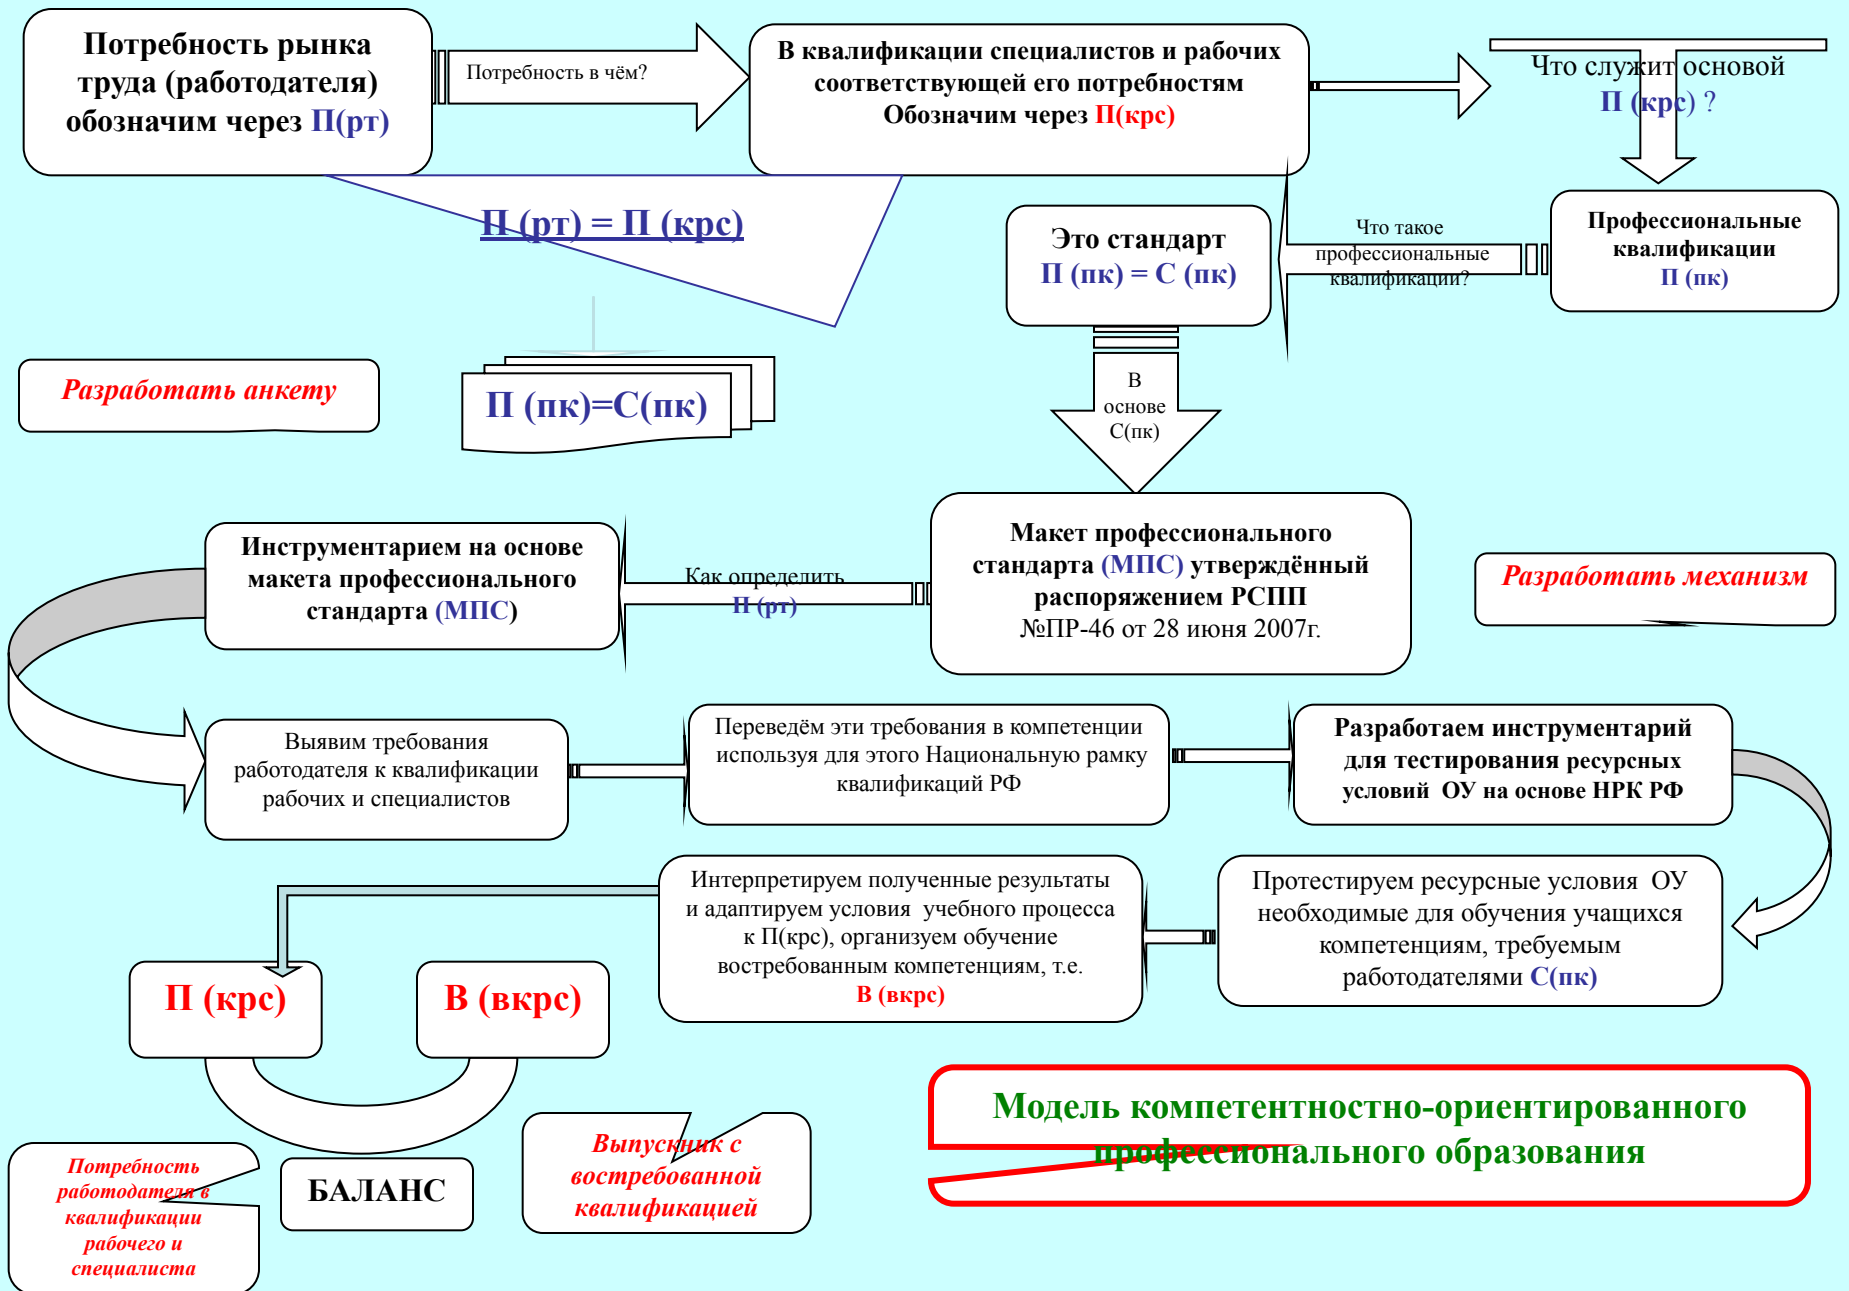 Потребность рынка
труда (работодателя)
обозначим через П(рт)
Потребность в чём?
В квалификации специалистов и рабочих
соответствующей его потребностям
Обозначим через П(крс)
Что служит основой
П (крс) ?
П (рт) = П (крс)
Это стандарт
П (пк) = С (пк)
Что такое
профессиональные
квалификации?
Профессиональные
квалификации
П (пк)
Разработать анкету
П (пк)=С(пк)
В
основе
С(пк)
Инструментарием на основе
макета профессионального
стандарта (МПС)
Как определить
П (рт)
Макет профессионального
стандарта (МПС) утверждённый
распоряжением РСПП
№ПР-46 от 28 июня 2007г.
Разработать механизм
Выявим требования
работодателя к квалификации
рабочих и специалистов
Переведём эти требования в компетенции
используя для этого Национальную рамку
квалификаций РФ
Разработаем инструментарий
для тестирования ресурсных
условий ОУ на основе НРК РФ
Интерпретируем полученные результаты
и адаптируем условия учебного процесса
к П(крс), организуем обучение
востребованным компетенциям, т.е.
В (вкрс)
Протестируем ресурсные условия ОУ
необходимые для обучения учащихся
компетенциям, требуемым
работодателями С(пк)
П (крс)
В (вкрс)
Модель компетентностно-ориентированного
профессионального образования
Потребность
работодателя в
квалификации
рабочего и
специалиста
БАЛАНС
Выпускник с
востребованной
квалификацией